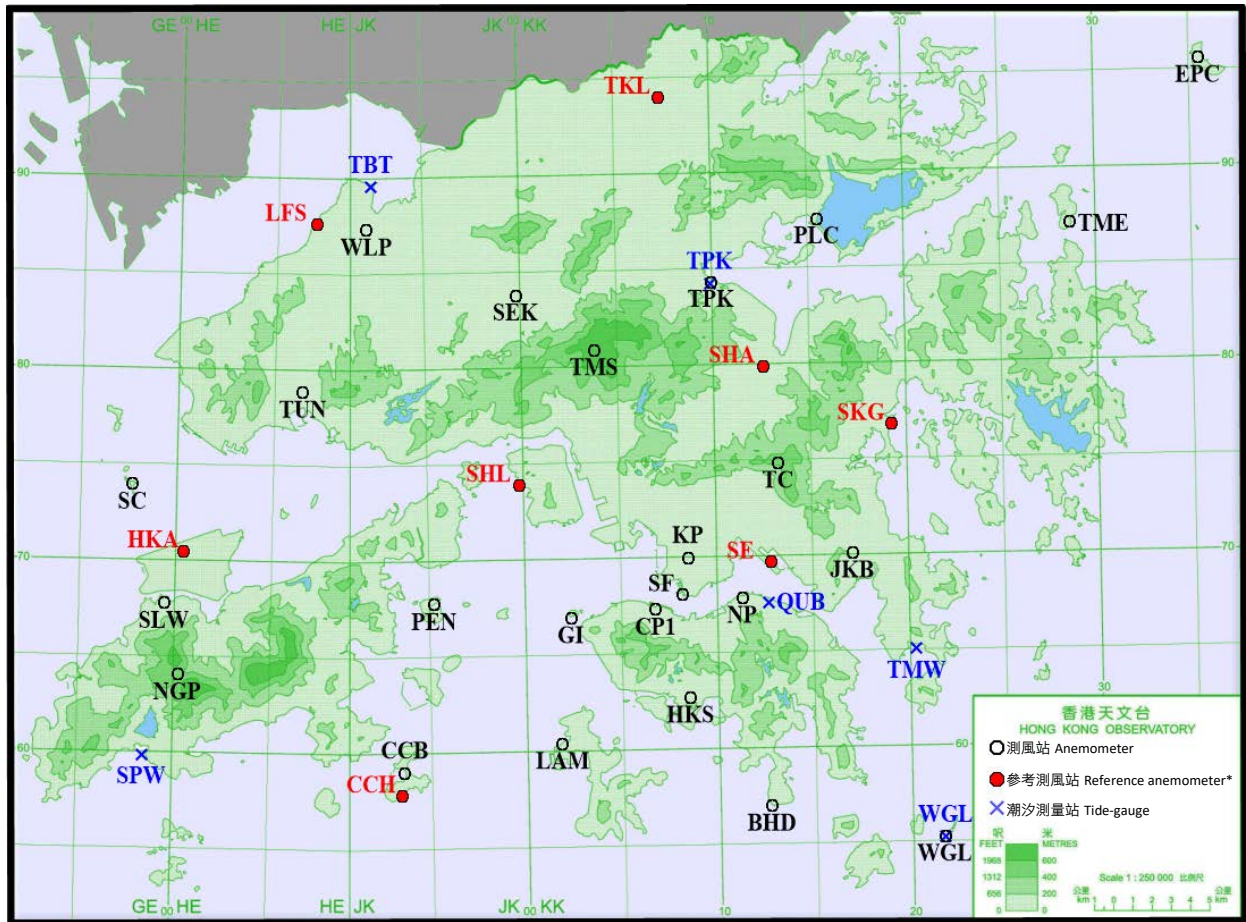 GE 00 HE
HE JK
JK 00 KK
10
20
30
EPC
TKL
90
TBT
90
LFS
WLP
PLC
TME
TPK
TPK
SEK
80
TMS
SHA
80
TUN
SKG
SHL
TC
SC
HKA
KP
SE
70
70
JKB
SF
SLW
PEN
GI
CP1
NP
QUB
TMW
NGP
30
HKS
60
CCB
LAM
60
SPW
CCH
BHD
WGL
WGL
GE 00 HE
HE JK
JK 00 KK
10
20
香港天文台
HONG KONG OBSERVATORY
測風站 Anemometer
參考測風站 Reference anemometer*
潮汐測量站 Tide-gauge
呎 米
FEET METRES
1968 600
1312 400
656 200
0 0
Scale 1 : 250 000 比例尺
公里 公里
km 1 0 1 2 3 4 5 km